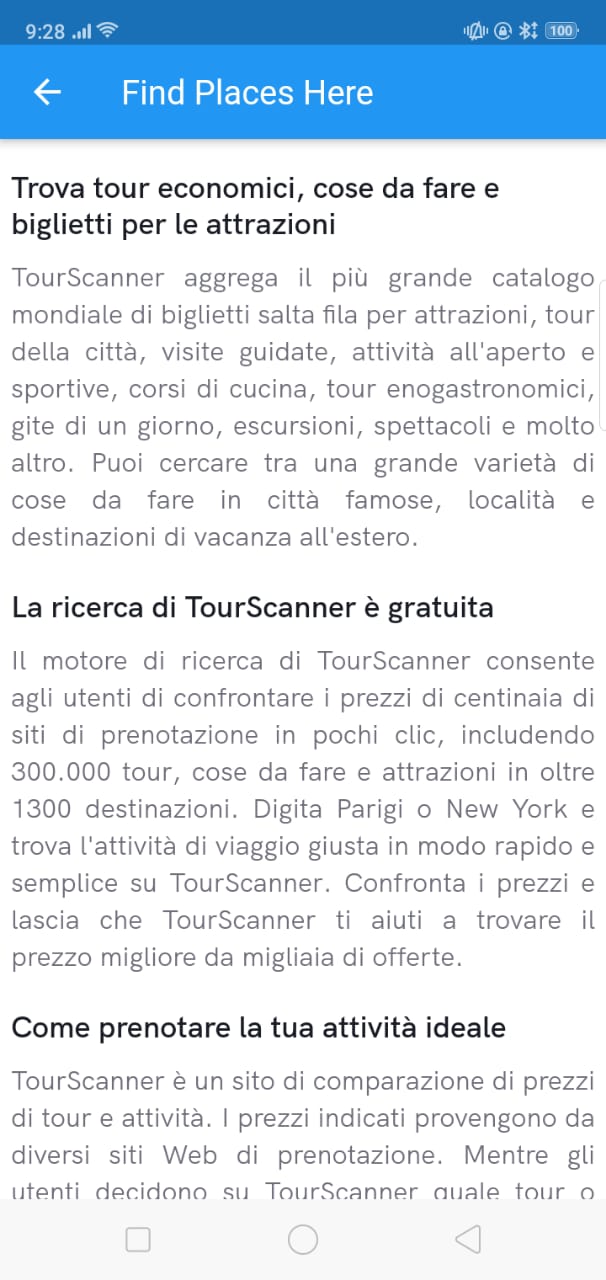 9:28
100
Find Places Here
Trova tour economici, cose da fare e
biglietti per le attrazioni
TourScanner aggrega il più grande catalogo
mondiale di biglietti salta fila per attrazioni, tour
della città, visite guidate, attività all'aperto e
sportive, corsi di cucina, tour enogastronomici,
gite di un giorno, escursioni, spettacoli e molto
altro. Puoi cercare tra una grande varietà di
cose da fare in città famose, località e
destinazioni di vacanza all'estero.
La ricerca di TourScanner è gratuita
Il motore di ricerca di TourScanner consente
agli utenti di confrontare i prezzi di centinaia di
siti di prenotazione in pochi clic, includendo
300.000 tour, cose da fare e attrazioni in oltre
1300 destinazioni. Digita Parigi o New York e
trova l'attività di viaggio giusta in modo rapido e
semplice su TourScanner. Confronta i prezzi e
lascia che TourScanner ti aiuti a trovare il
prezzo migliore da migliaia di offerte.
Come prenotare la tua attività ideale
TourScanner è un sito di comparazione di prezzi
di tour e attività. I prezzi indicati provengono da
diversi siti Web di prenotazione. Mentre gli
utenti decidono su TourScanner quale tour o